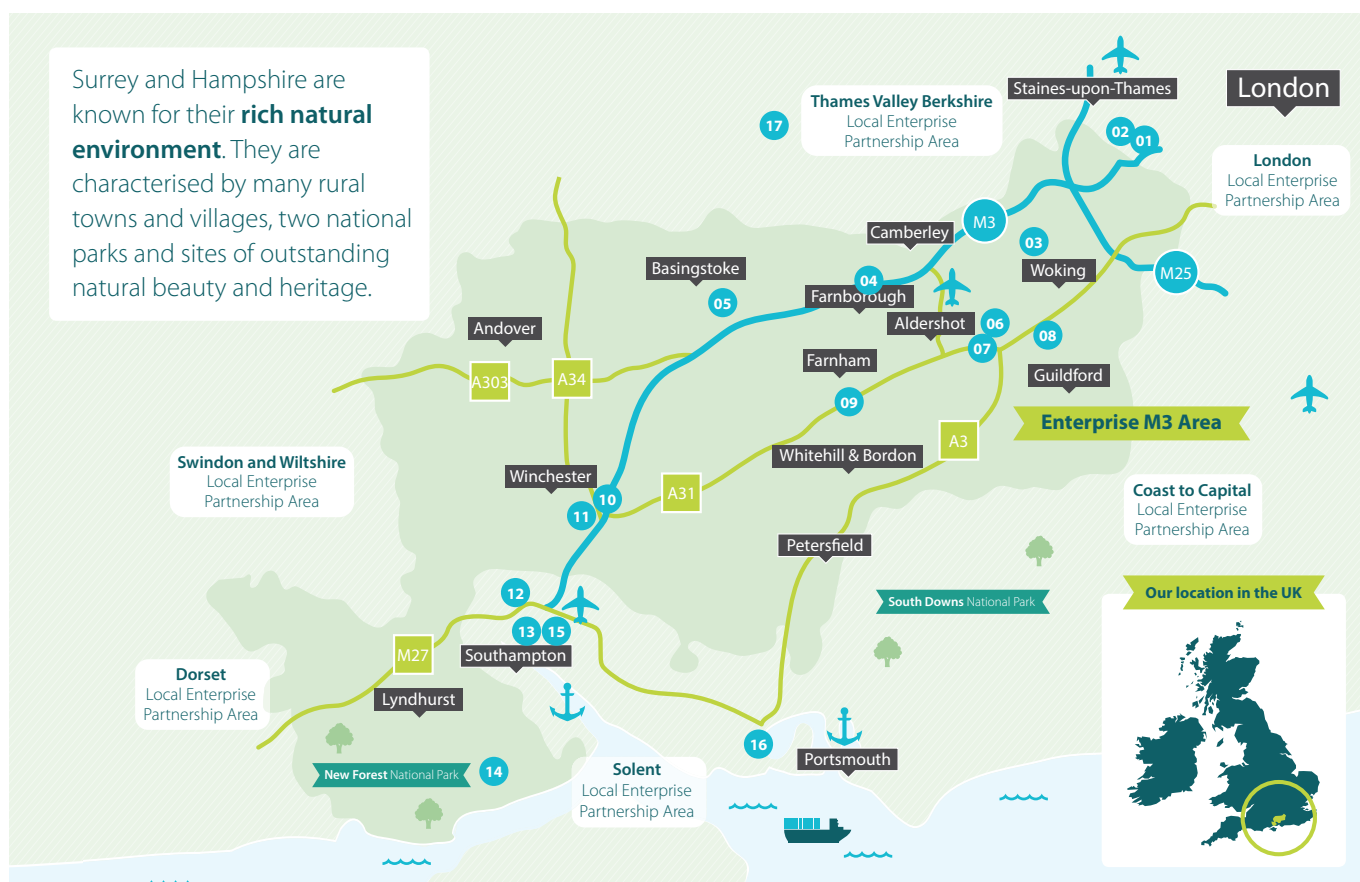 Surrey and Hampshire are
known for their rich natural
environment. They are
characterised by many rural
towns and villages, two national
parks and sites of outstanding
natural beauty and heritage.
17
Thames Valley Berkshire
Local Enterprise
Partnership Area
Staines-upon-Thames
London
02
01
London
Local Enterprise
Partnership Area
M3
Camberley
03
Woking
M25
Basingstoke
04
Farnborough
05
Andover
Aldershot
06
07
08
A303
A34
Farnham
Guildford
09
Enterprise M3 Area
A3
Whitehill & Bordon
Swindon and Wiltshire
Local Enterprise
Partnership Area
Winchester
10
11
A31
Coast to Capital
Local Enterprise
Partnership Area
Petersfield
12
South Downs National Park
Our location in the UK
13
15
Southampton
M27
Dorset
Local Enterprise
Partnership Area
Lyndhurst
16
Portsmouth
New Forest National Park
14
Solent
Local Enterprise
Partnership Area